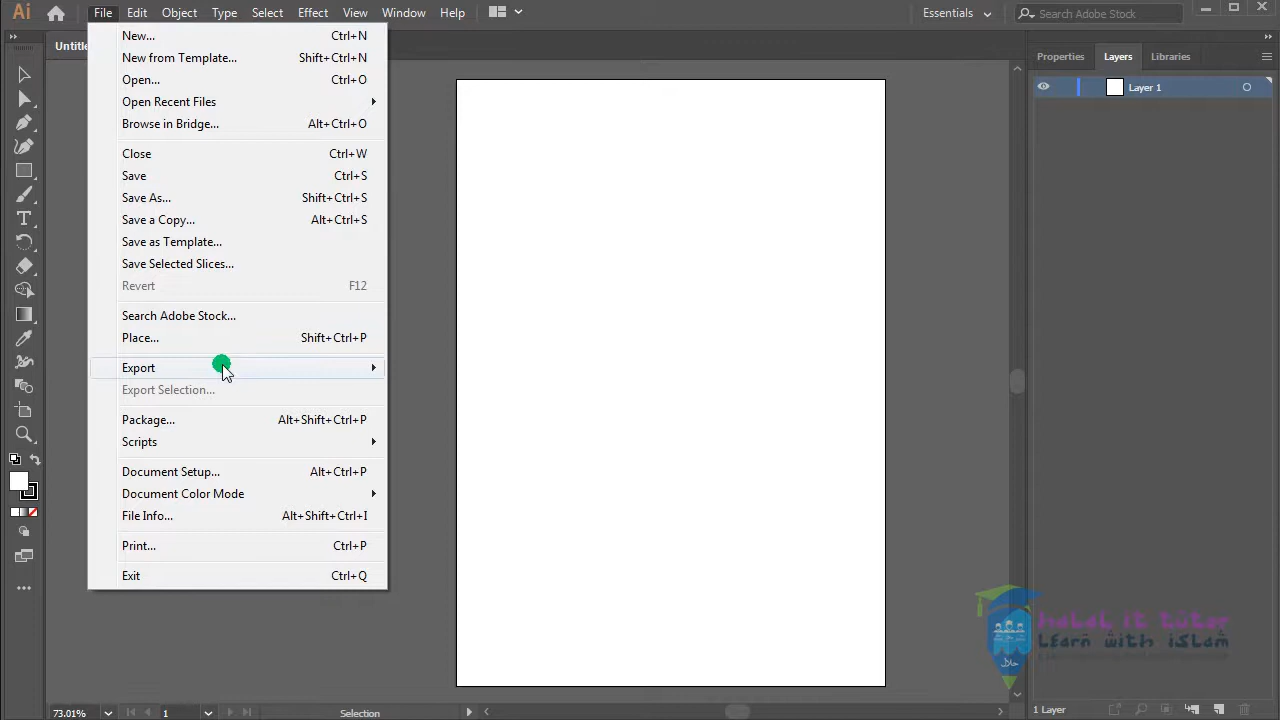 Ai File Edit Object Type Select Effect View Window Help Essentials Search Adobe Stock
Untitle
New... Ctrl+N
New from Template... Shift+Ctrl+N
Open... Ctrl+O
Open Recent Files
Browse in Bridge... Alt+Ctrl+O
Close Ctrl+W
Save Ctrl+S
Save As... Shift+Ctrl+S
Save a Copy... Alt+Ctrl+S
Save as Template...
Save Selected Slices...
Revert F12
Search Adobe Stock...
Place... Shift+Ctrl+P
Export
Export Selection...
Package... Alt+Shift+Ctrl+P
Scripts
Document Setup... Alt+Ctrl+P
Document Color Mode
File Info... Alt+Shift+Ctrl+I
Print... Ctrl+P
Exit Ctrl+Q
Properties Layers Libraries
Layer 1
halal it tutor
Learn with islam
حلال
73.01% 1 Selection
1 Layer